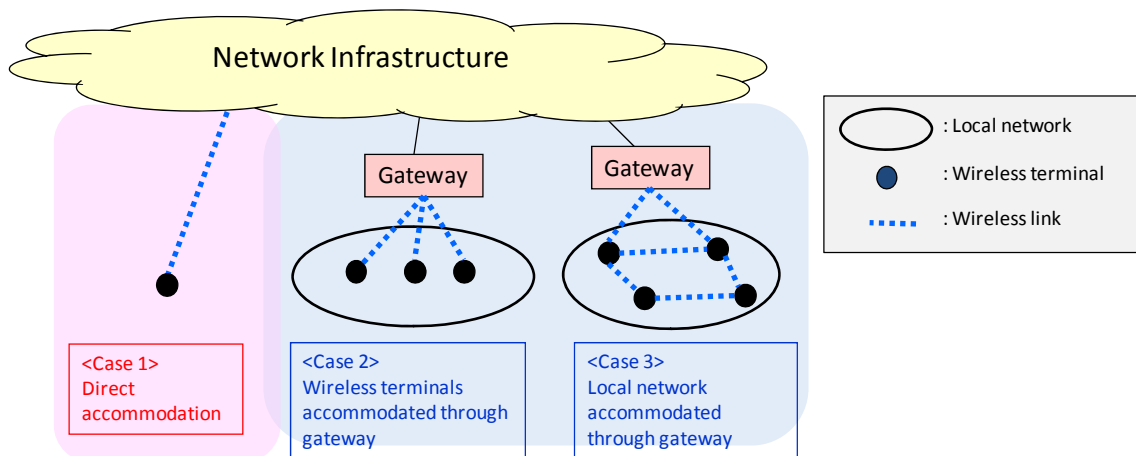 Network Infrastructure
Gateway
Gateway
: Local network
: Wireless terminal
: Wireless link
<Case 1>
Direct
accommodation
<Case 2>
Wireless terminals
accommodated through
gateway
<Case 3>
Local network
accommodated
through gateway